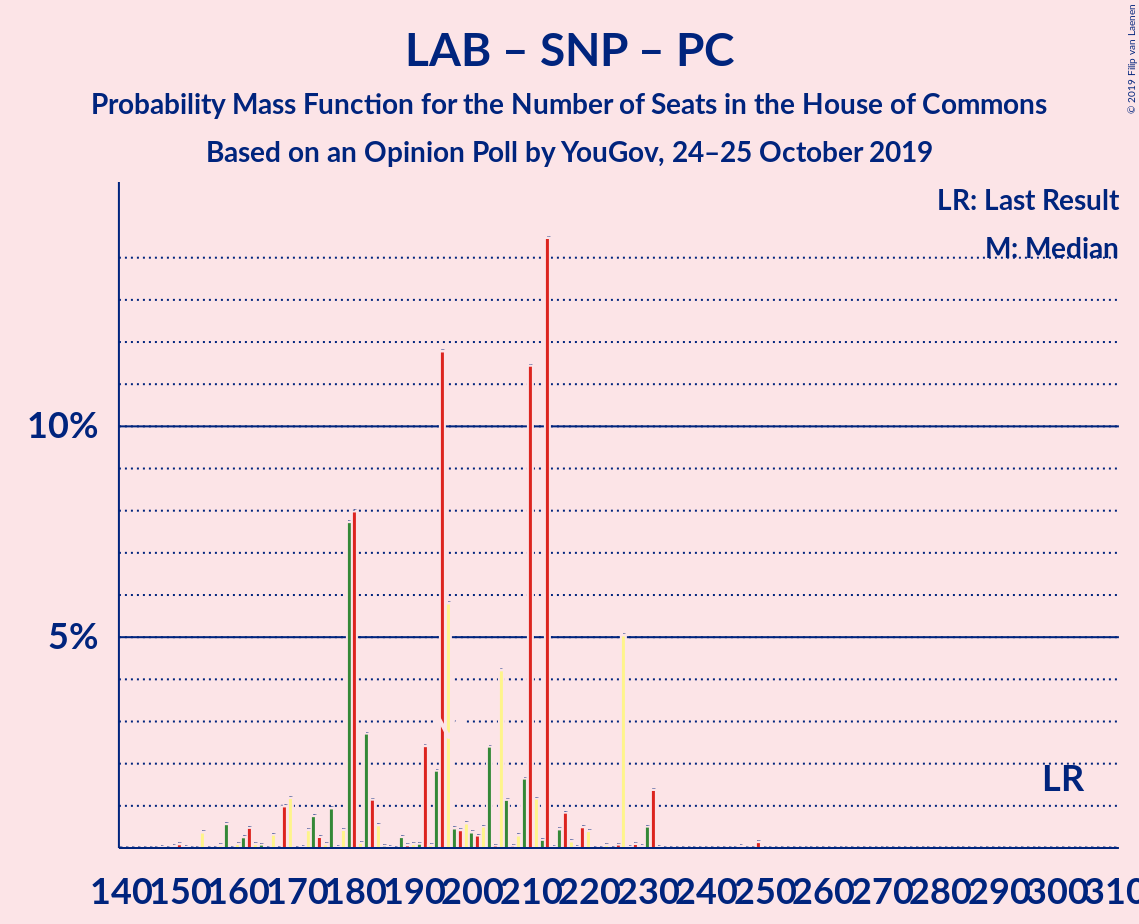 LAB – SNP – PC
Probability Mass Function for the Number of Seats in the House of Commons
Based on an Opinion Poll by YouGov, 24–25 October 2019
© 2019 Filip van Laenen
LR: Last Result
M: Median
10%
5%
LR
140 150 160 170 180 190 200 210 220 230 240 250 260 270 280 290 300 310